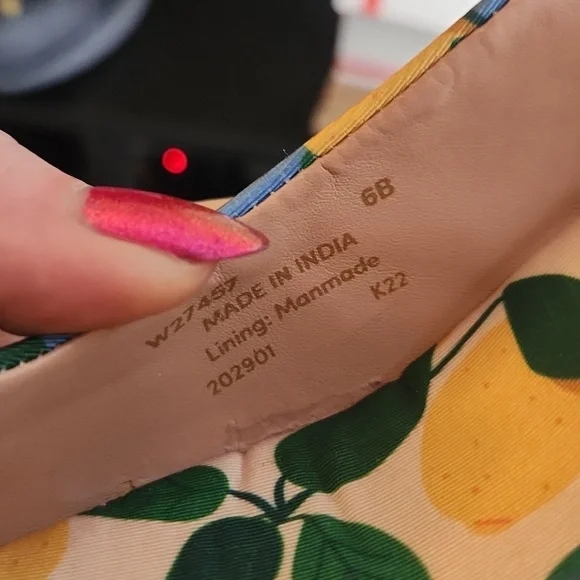 6B
W27457
MADE IN INDIA
Lining: Manmade
K22
202901